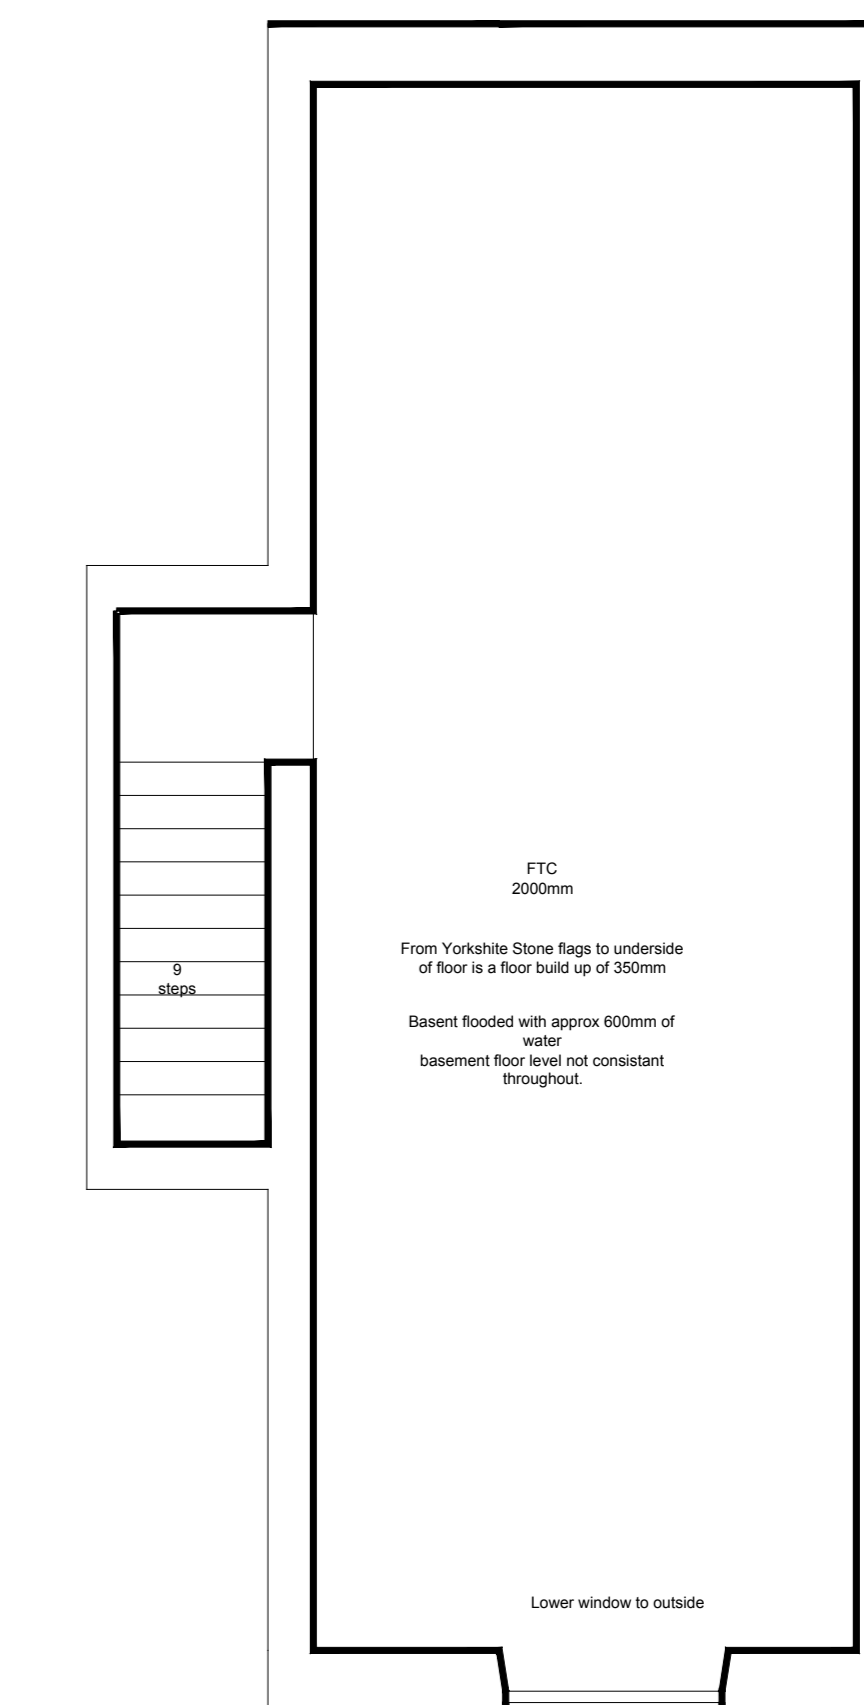 FTC
2000mm
From Yorkshite Stone flags to underside
of floor is a floor build up of 350mm
Basent flooded with approx 600mm of
water
basement floor level not consistant
throughout.
9
steps
Lower window to outside